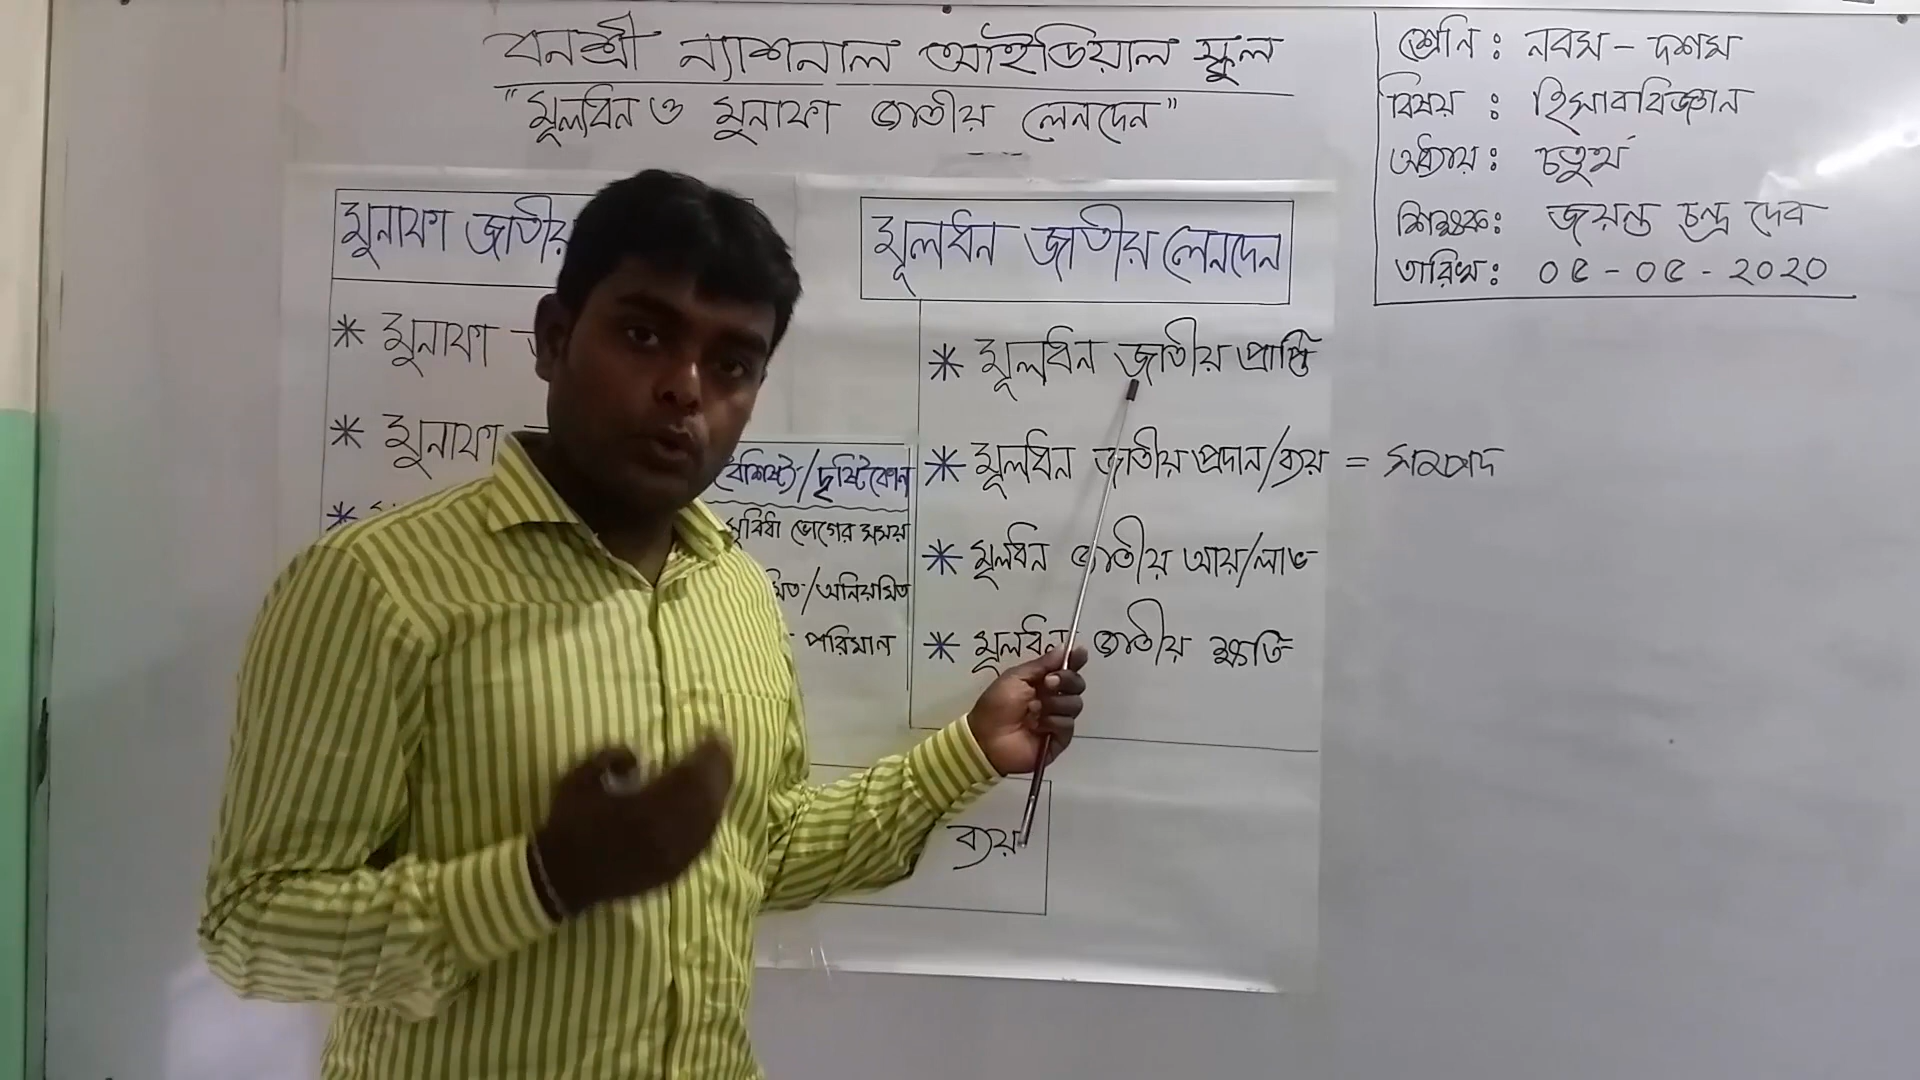 বনশ্রী ন্যাশনাল আইডিয়াল স্কুল
"মূলধন ও মুনাফা জাতীয় লেনদেন"
শ্রেনি : নবম - দশম
বিষয় : হিসাববিজ্ঞান
অধ্যায় : চতুর্থ
শিক্ষক : জয়ন্ত চন্দ্র দেব
তারিখ : ০৫ - ০৫ - ২০২০
মুনাফা জাতীয়
* মুনাফা
* মুনাফা
*
বৈশিষ্ট্য/দৃষ্টিকোন
সুবিধা ভোগের সময়
/অনিয়মিত
পরিমান
মূলধন জাতীয় লেনদেন
* মূলধন জাতীয় প্রাপ্তি
* মূলধন জাতীয় প্রদান/ব্যয় = সম্পদ
* মূলধন জাতীয় আয়/লাভ
* মূলধন জাতীয় ক্ষতি
ব্যয়